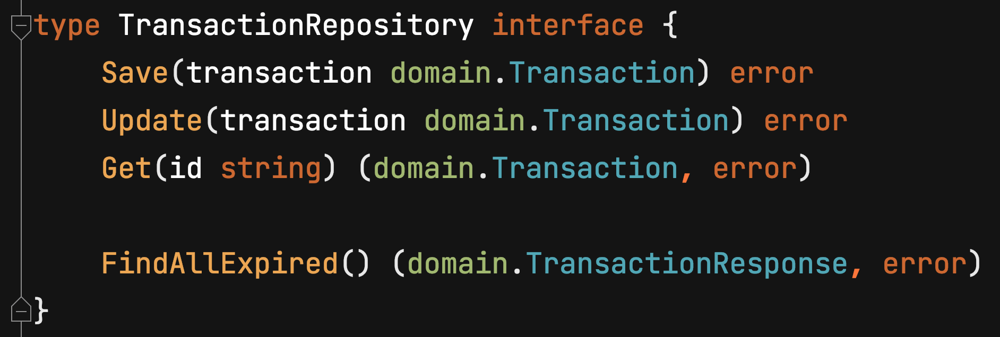 type TransactionRepository interface {
    Save(transaction domain.Transaction) error
    Update(transaction domain.Transaction) error
    Get(id string) (domain.Transaction, error)

    FindAllExpired() (domain.TransactionResponse, error)
}